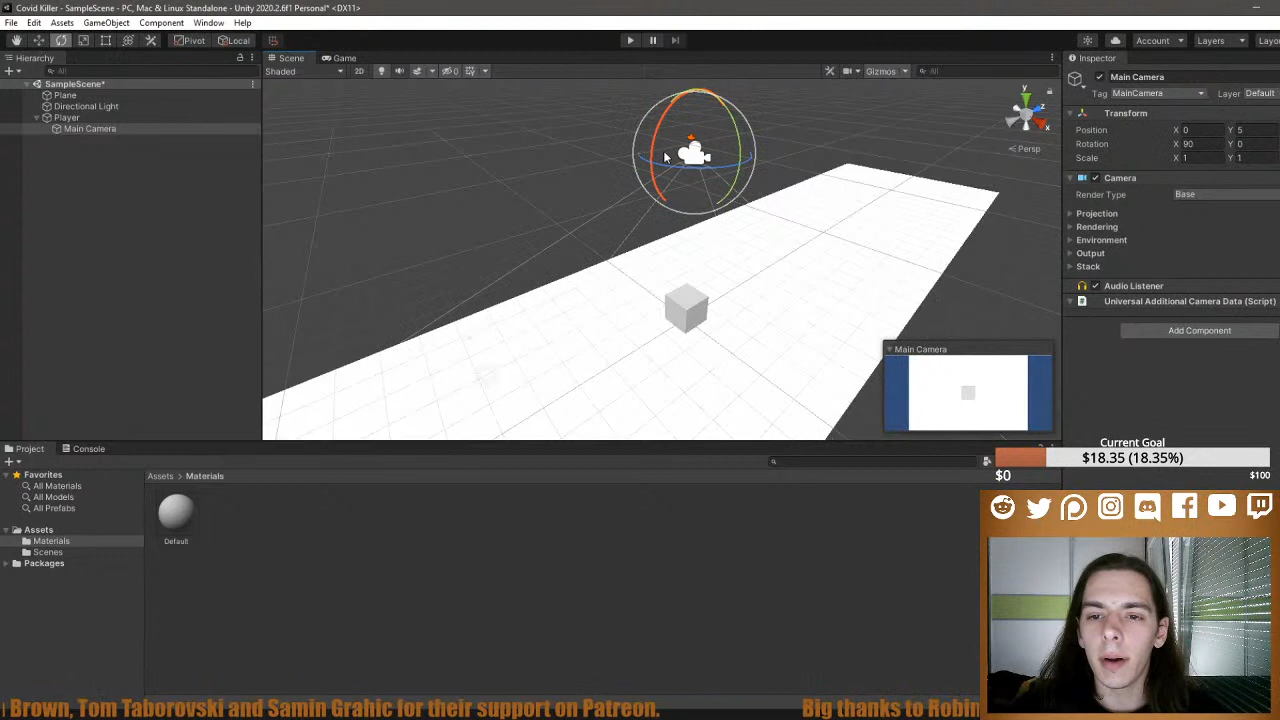 Covid Killer - SampleScene - PC, Mac & Linux Standalone - Unity 2020.2.6f1 Personal* <DX11>
File Edit Assets GameObject Component Window Help
Pivot Local Account Layers Layou
Hierarchy
All
SampleScene*
Plane
Directional Light
Player
Main Camera
Scene Game
Shaded 2D 0 Gizmos All
y
z
x
Persp
Main Camera
Inspector
Main Camera
Tag MainCamera Layer Default
Transform
Position X 0 Y 5
Rotation X 90 Y 0
Scale X 1 Y 1
Camera
Render Type Base
Projection
Rendering
Environment
Output
Stack
Audio Listener
Universal Additional Camera Data (Script)
Add Component
Project Console
Favorites
All Materials
All Models
All Prefabs
Assets
Materials
Scenes
Packages
Assets > Materials
Default
Current Goal
$18.35 (18.35%)
$0 $100
Brown, Tom Taborovski and Samin Grahic for their support on Patreon. Big thanks to Robin